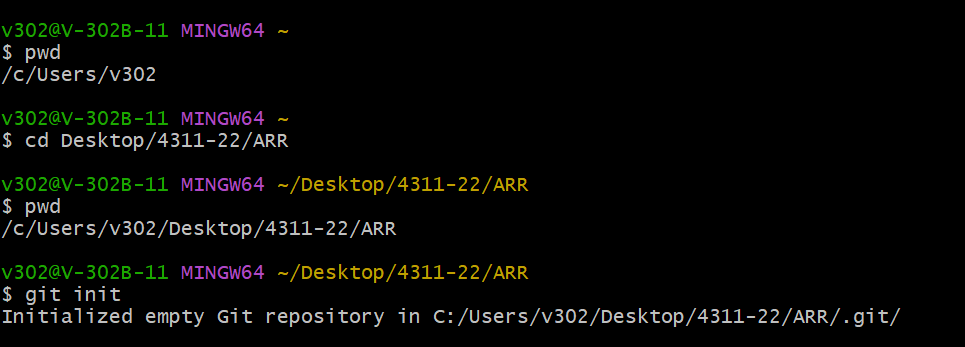 v302@V-302B-11 MINGW64 ~
$ pwd
/c/Users/v302
v302@V-302B-11 MINGW64 ~
$ cd Desktop/4311-22/ARR
v302@V-302B-11 MINGW64 ~/Desktop/4311-22/ARR
$ pwd
/c/Users/v302/Desktop/4311-22/ARR
v302@V-302B-11 MINGW64 ~/Desktop/4311-22/ARR
$ git init
Initialized empty Git repository in C:/Users/v302/Desktop/4311-22/ARR/.git/